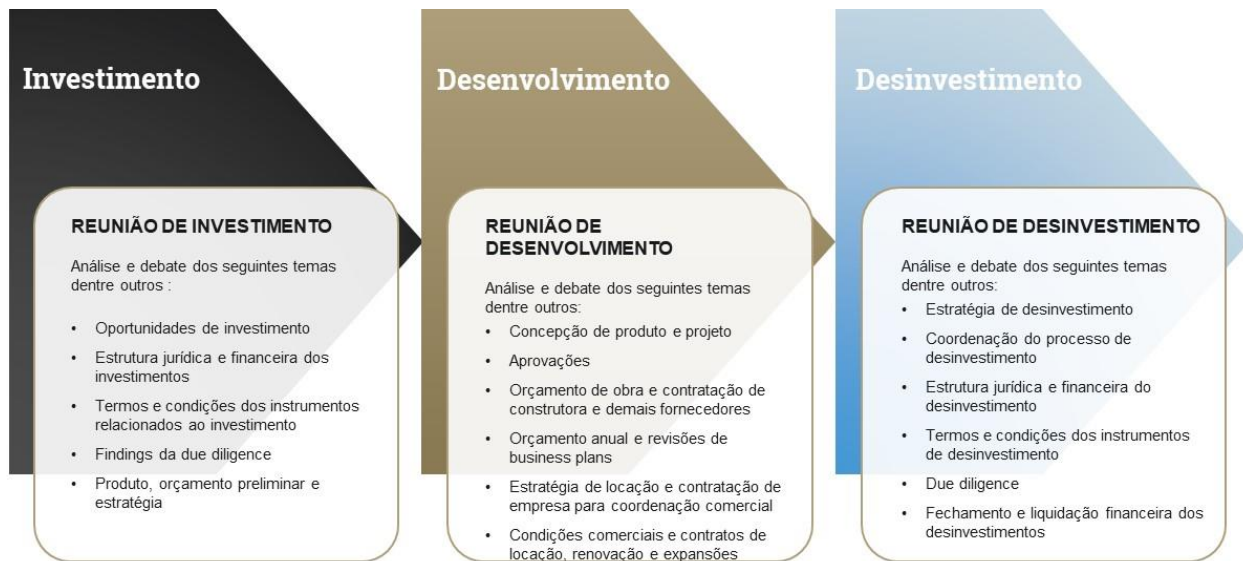 Investimento
REUNIÃO DE INVESTIMENTO
Análise e debate dos seguintes temas
dentre outros :
• Oportunidades de investimento
• Estrutura jurídica e financeira dos
investimentos
• Termos e condições dos instrumentos
relacionados ao investimento
• Findings da due diligence
• Produto, orçamento preliminar e
estratégia
Desenvolvimento
REUNIÃO DE
DESENVOLVIMENTO
Análise e debate dos seguintes temas
dentre outros:
• Concepção de produto e projeto
• Aprovações
• Orçamento de obra e contratação de
construtora e demais fornecedores
• Orçamento anual e revisões de
business plans
• Estratégia de locação e contratação de
empresa para coordenação comercial
• Condições comerciais e contratos de
locação, renovação e expansões
Desinvestimento
REUNIÃO DE DESINVESTIMENTO
Análise e debate dos seguintes temas
dentre outros:
• Estratégia de desinvestimento
• Coordenação do processo de
desinvestimento
• Estrutura jurídica e financeira do
desinvestimento
• Termos e condições dos instrumentos
de desinvestimento
• Due diligence
• Fechamento e liquidação financeira dos
desinvestimentos